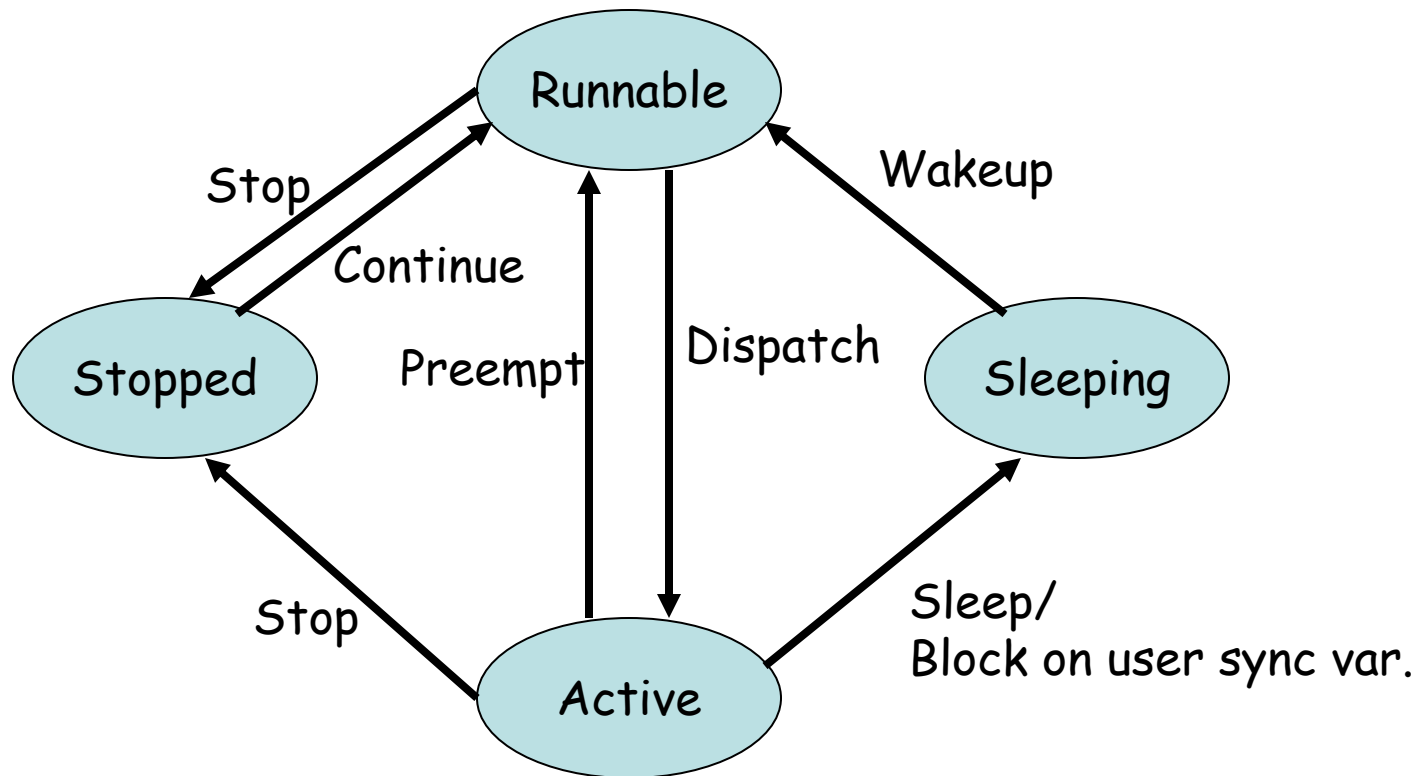 Runnable
Stop
Wakeup
Continue
Preempt
Dispatch
Stopped
Sleeping
Stop
Sleep/
Block on user sync var.
Active